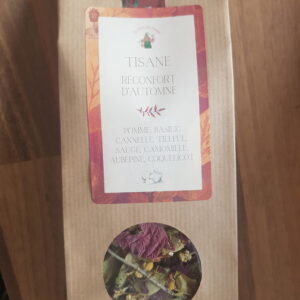 TISANE
RÉCONFORT
D'AUTOMNE
POMME, BASILIC
CANNELLE, TILLEUL,
SAUGE, CAMOMILLE,
AUBÉPINE, COQUELICOT